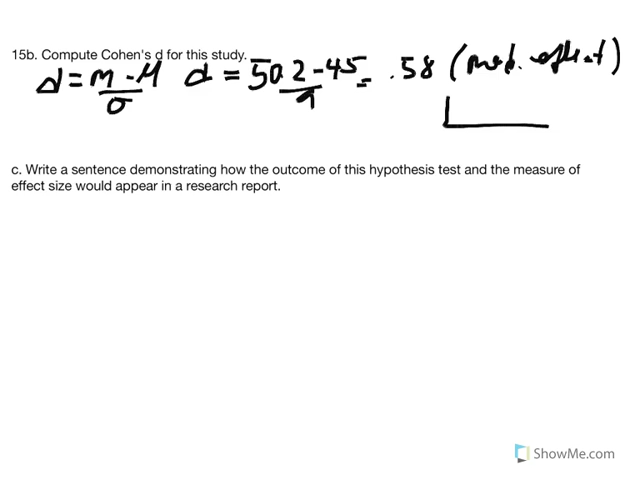 15b. Compute Cohen's d for this study.
d = M - M / σ d = 50.2 - 45 / 9 = .58 (med. effect)
c. Write a sentence demonstrating how the outcome of this hypothesis test and the measure of
effect size would appear in a research report.
ShowMe.com